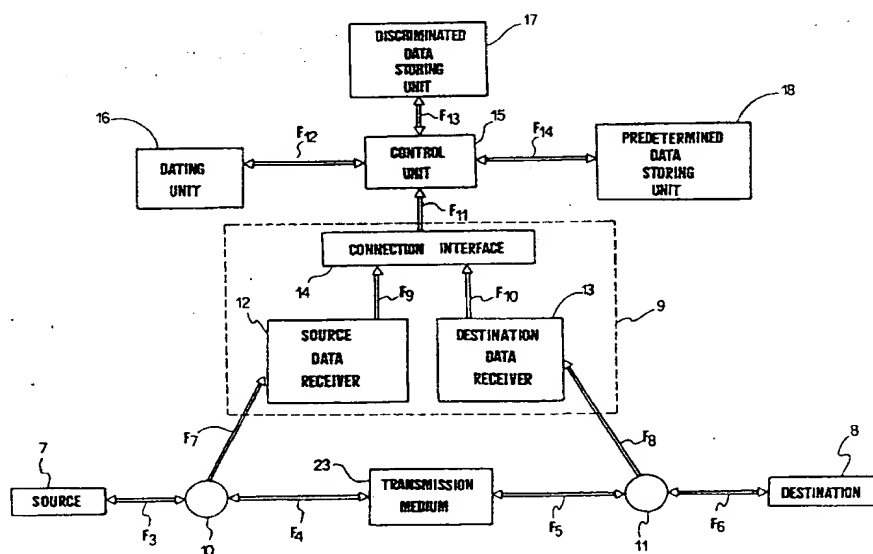 17
DISCRIMINATED
DATA
STORING
UNIT
16
F12
F13
15
F14
18
DATING
UNIT
CONTROL
UNIT
PREDETERMINED
DATA
STORING
UNIT
F11
CONNECTION INTERFACE
14
12
F9
F10
13
9
SOURCE
DATA
RECEIVER
DESTINATION
DATA
RECEIVER
F7
F8
7
23
8
SOURCE
TRANSMISSION
MEDIUM
DESTINATION
F3
10
F4
F5
11
F6